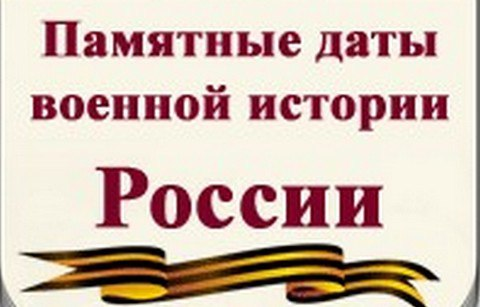 Памятные даты
военной истории
России